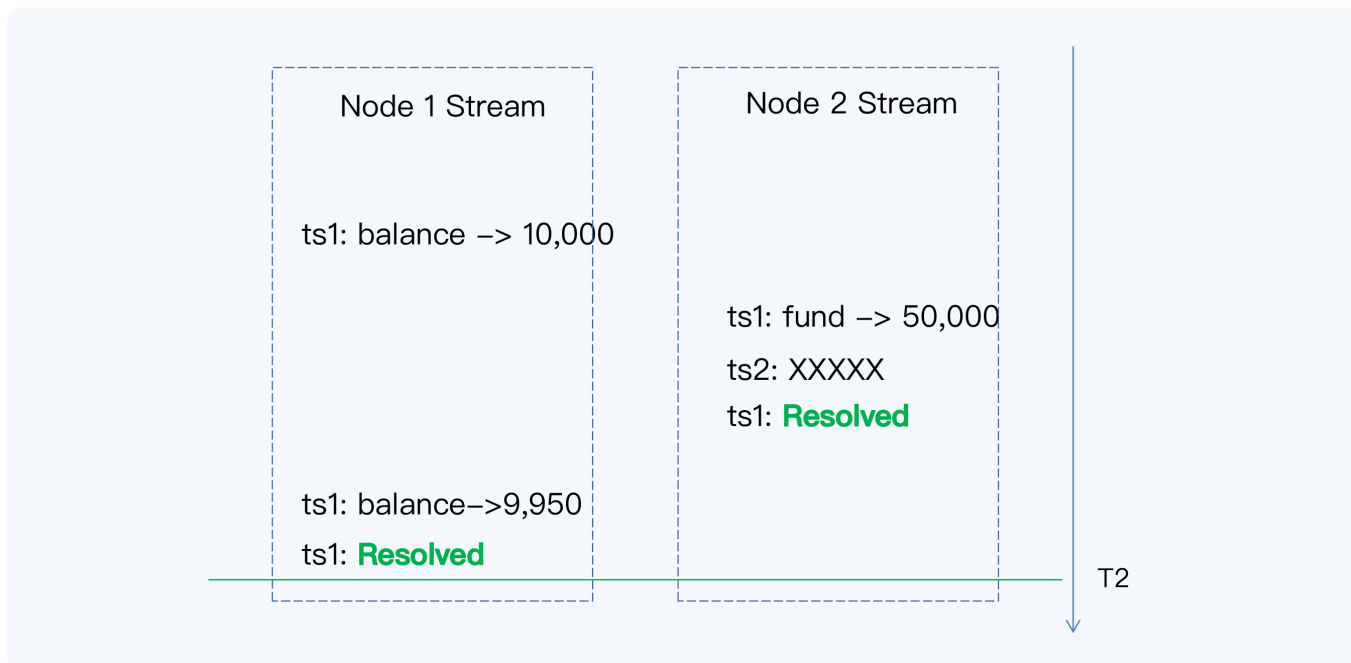 Node 1 Stream
ts1: balance -> 10,000
ts1: balance->9,950
ts1: Resolved
Node 2 Stream
ts1: fund -> 50,000
ts2: XXXXX
ts1: Resolved
T2